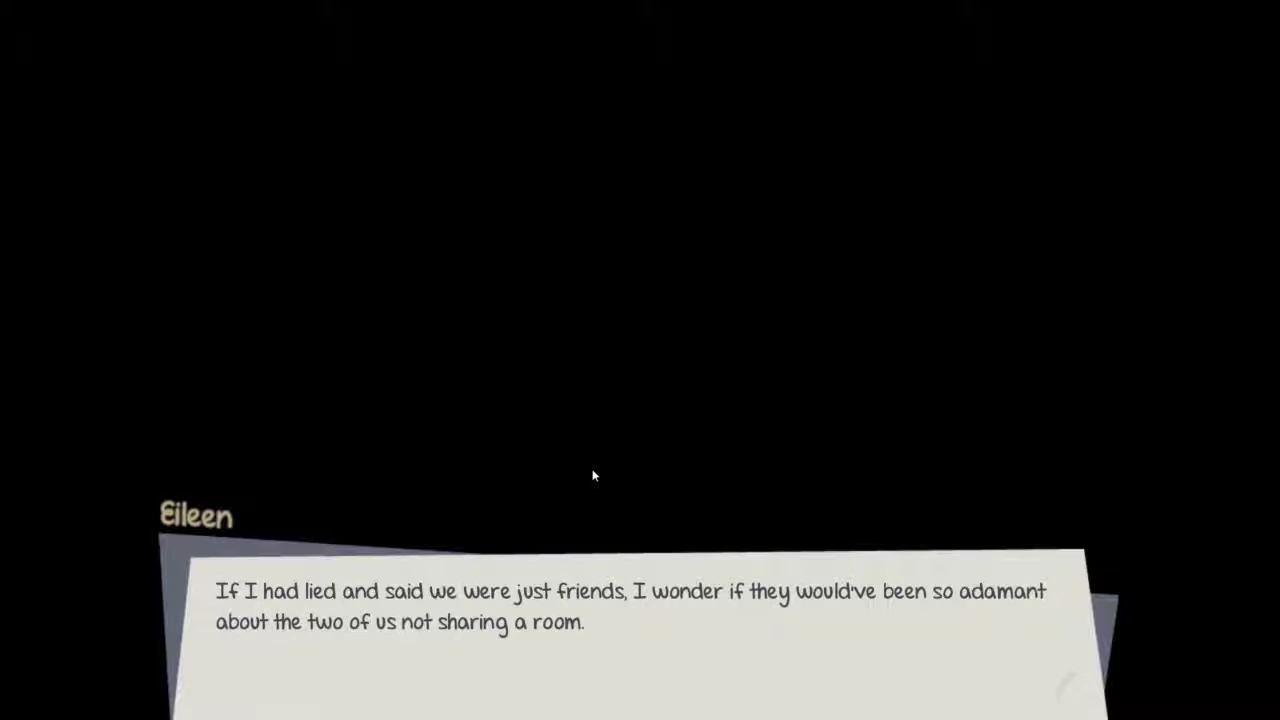 Eileen
If I had lied and said we were just friends, I wonder if they would've been so adamant
about the two of us not sharing a room.